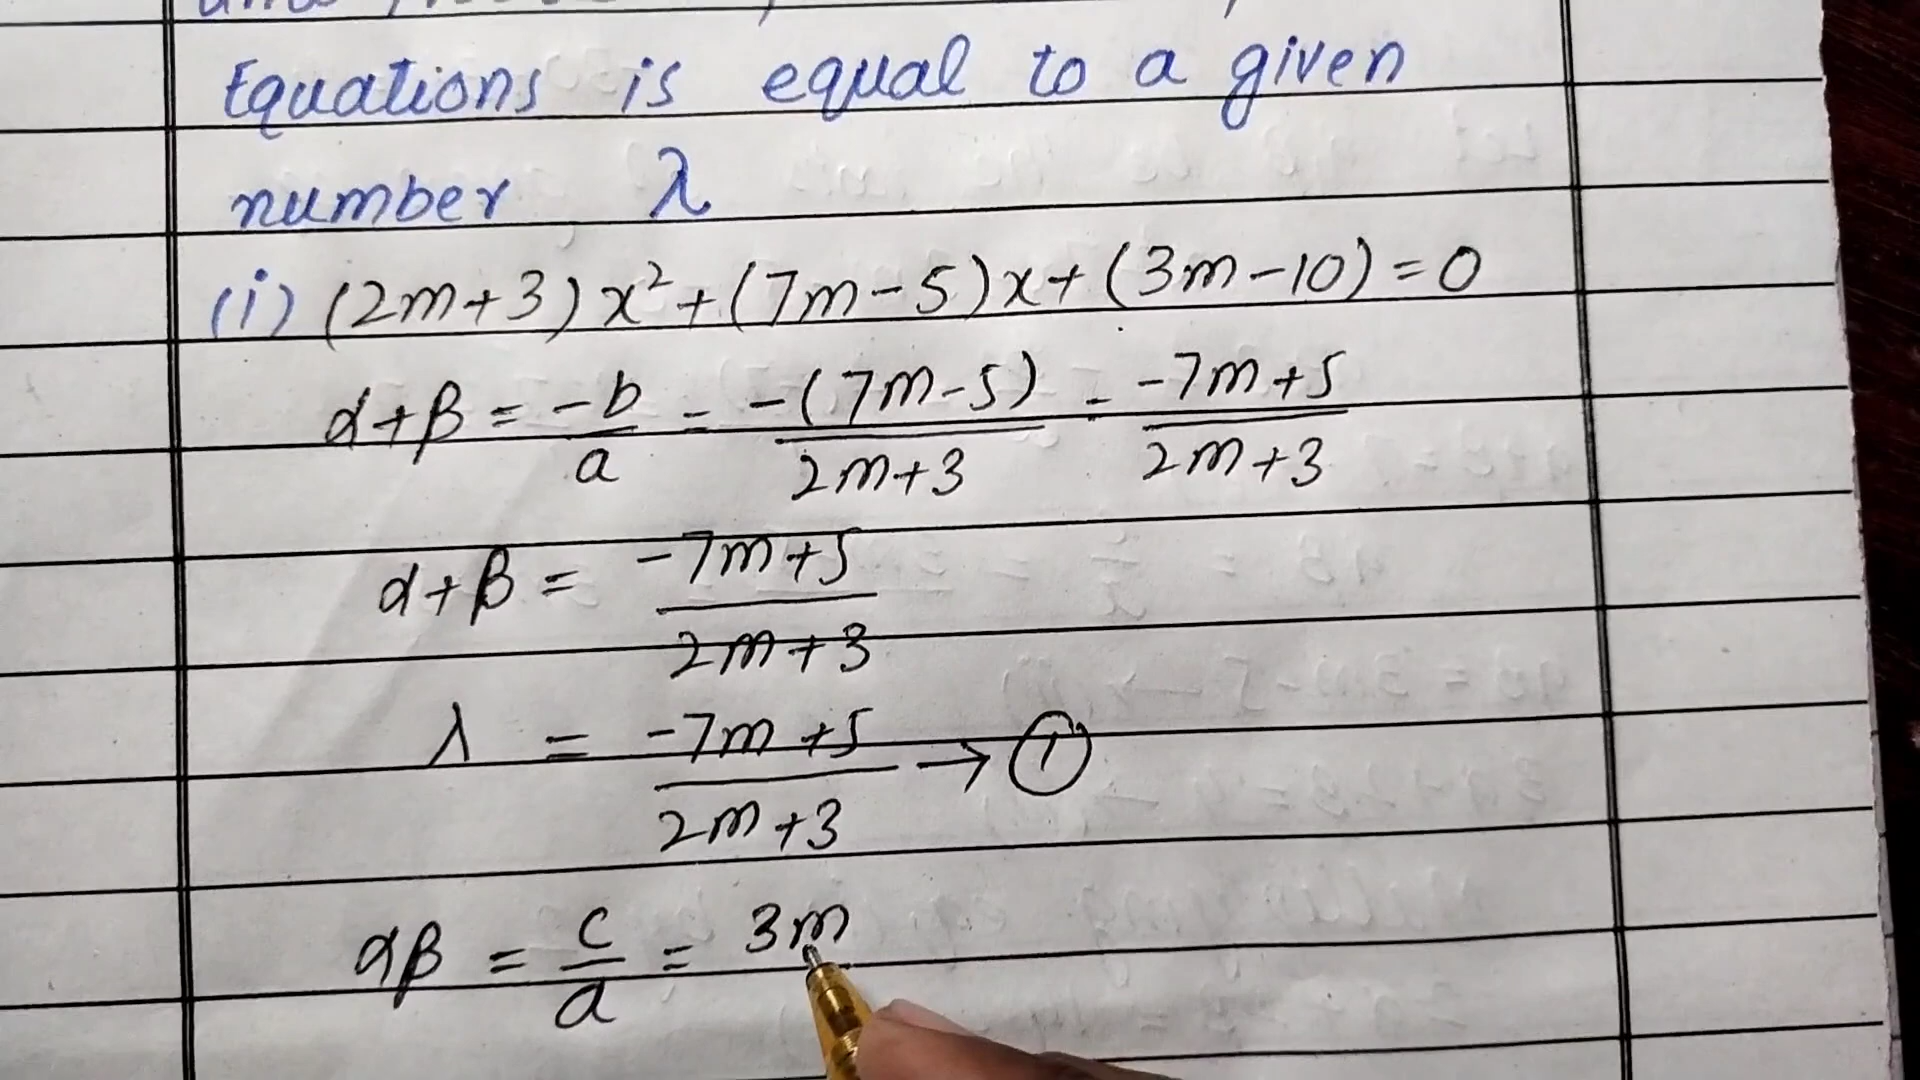 Equations is equal to a given
number λ
(i) (2m+3)x²+(7m-5)x+(3m-10)=0
α+β = -b/a = -(7m-5)/2m+3 = -7m+5/2m+3
α+β = -7m+5/2m+3
λ = -7m+5/2m+3 → ①
αβ = c/a = 3m